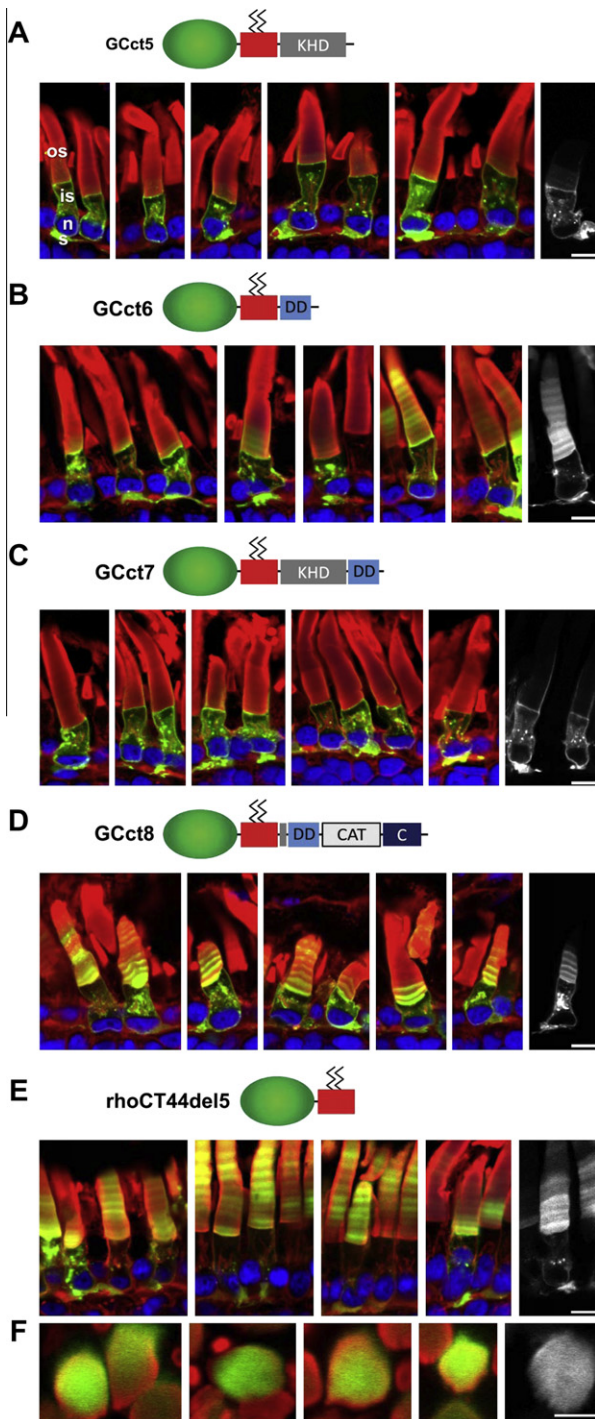 A
GCct5
KHD
os
is
n
s
B
GCct6
DD
C
GCct7
KHD
DD
D
GCct8
DD
CAT
C
E
rhoCT44del5
F